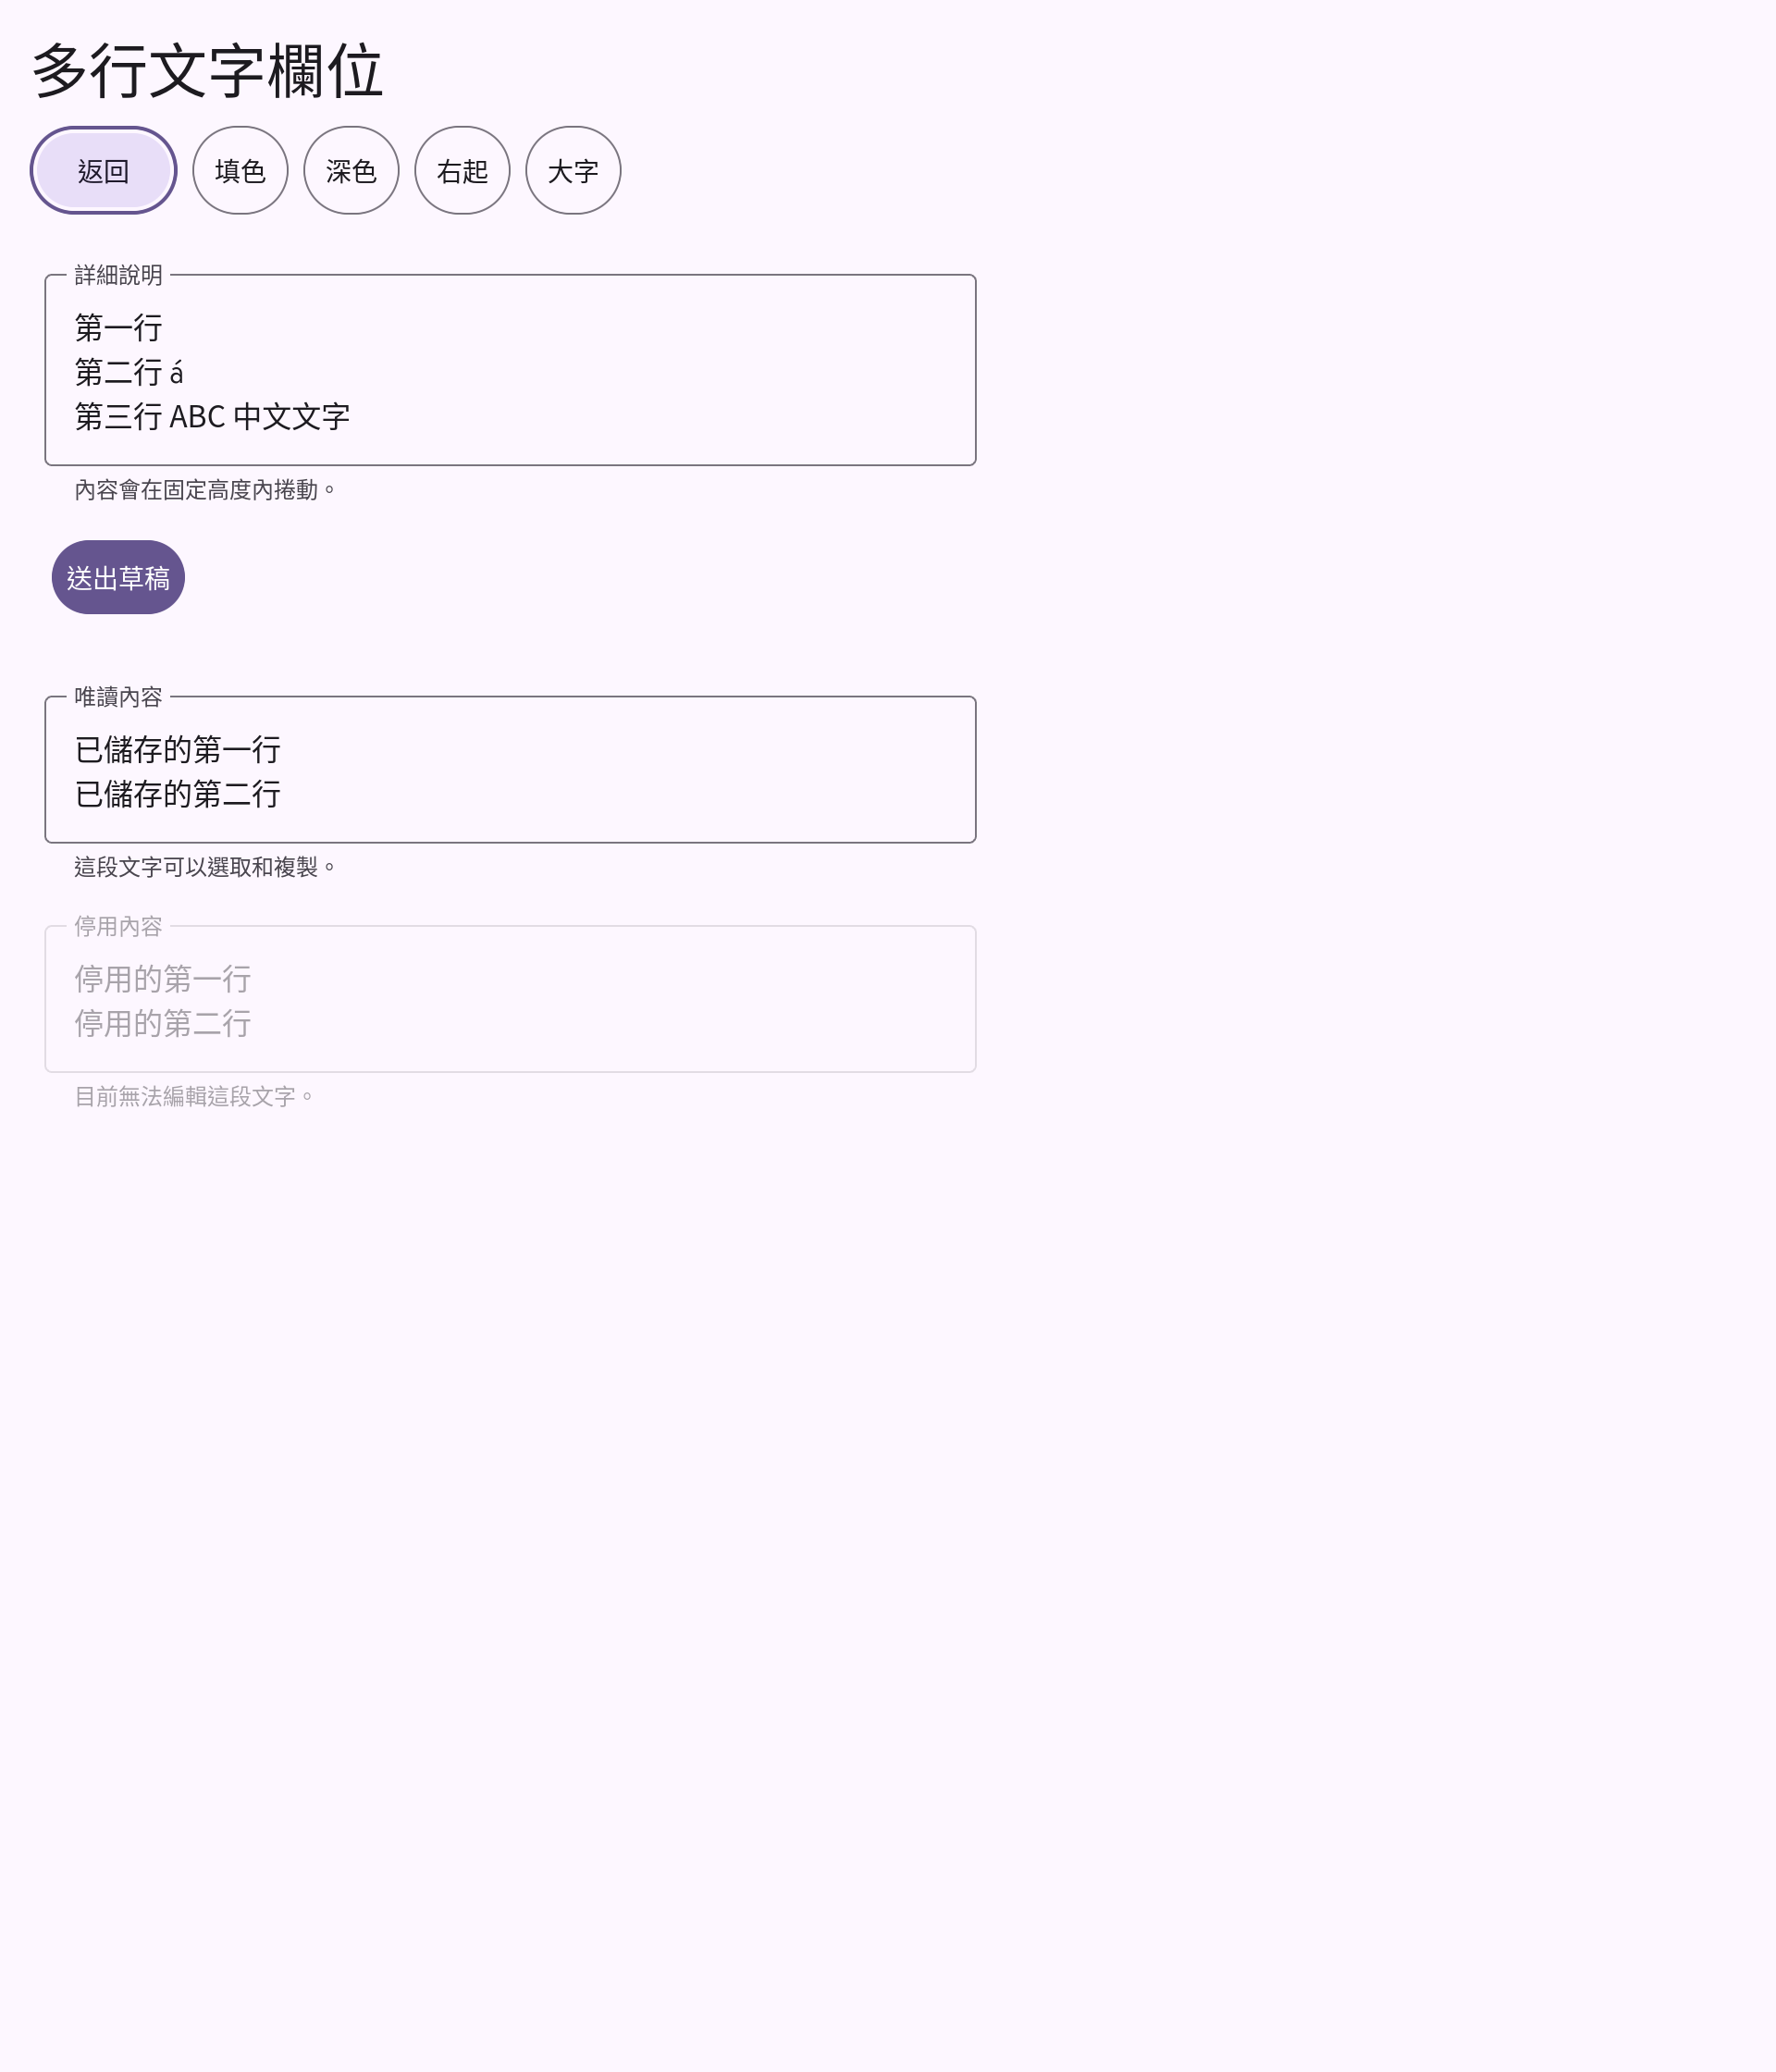 多行文字欄位
返回 填色 深色 右起 大字
詳細說明
第一行
第二行 á
第三行 ABC 中文文字
內容會在固定高度內捲動。
送出草稿
唯讀內容
已儲存的第一行
已儲存的第二行
這段文字可以選取和複製。
停用內容
停用的第一行
停用的第二行
目前無法編輯這段文字。